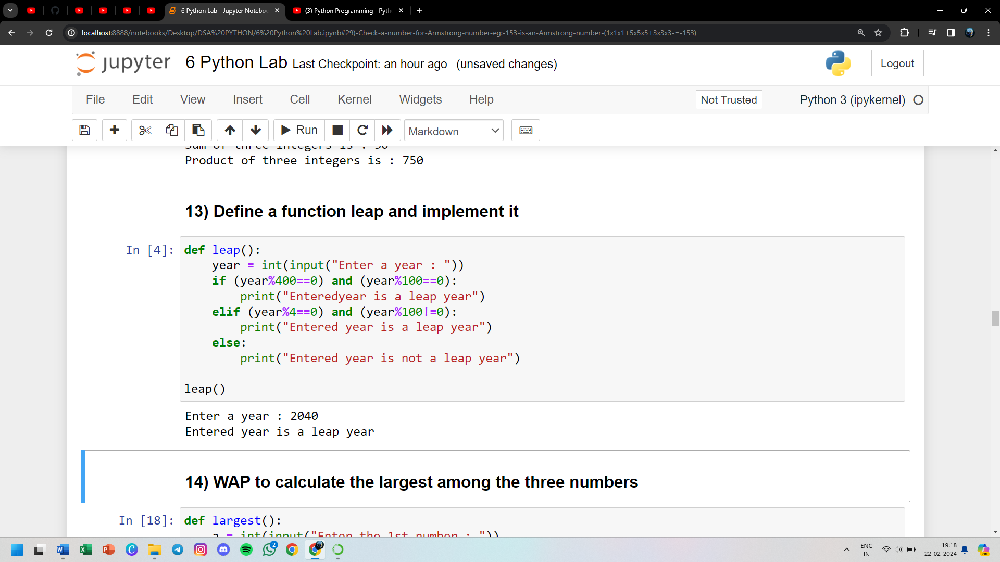 6 Python Lab - Jupyter Noteboo
(3) Python Programming - Pyth
localhost:8888/notebooks/Desktop/DSA%20PYTHON/6%20Python%20Lab.ipynb#29)-Check-a-number-for-Armstrong-number-eg:-153-is-an-Armstrong-number-(1x1x1+5x5x5+3x3x3-=-153)
jupyter 6 Python Lab Last Checkpoint: an hour ago (unsaved changes)
Logout
File Edit View Insert Cell Kernel Widgets Help
Not Trusted
Python 3 (ipykernel)
Run
Markdown
Sum of three integers is : 30
Product of three integers is : 750
13) Define a function leap and implement it
In [4]:
def leap():
    year = int(input("Enter a year : "))
    if (year%400==0) and (year%100==0):
        print("Enteredyear is a leap year")
    elif (year%4==0) and (year%100!=0):
        print("Entered year is a leap year")
    else:
        print("Entered year is not a leap year")
leap()
Enter a year : 2040
Entered year is a leap year
14) WAP to calculate the largest among the three numbers
In [18]:
def largest():
    a = int(input("Enter the 1st number : "))
2
ENG
IN
19:18
22-02-2024
PRE